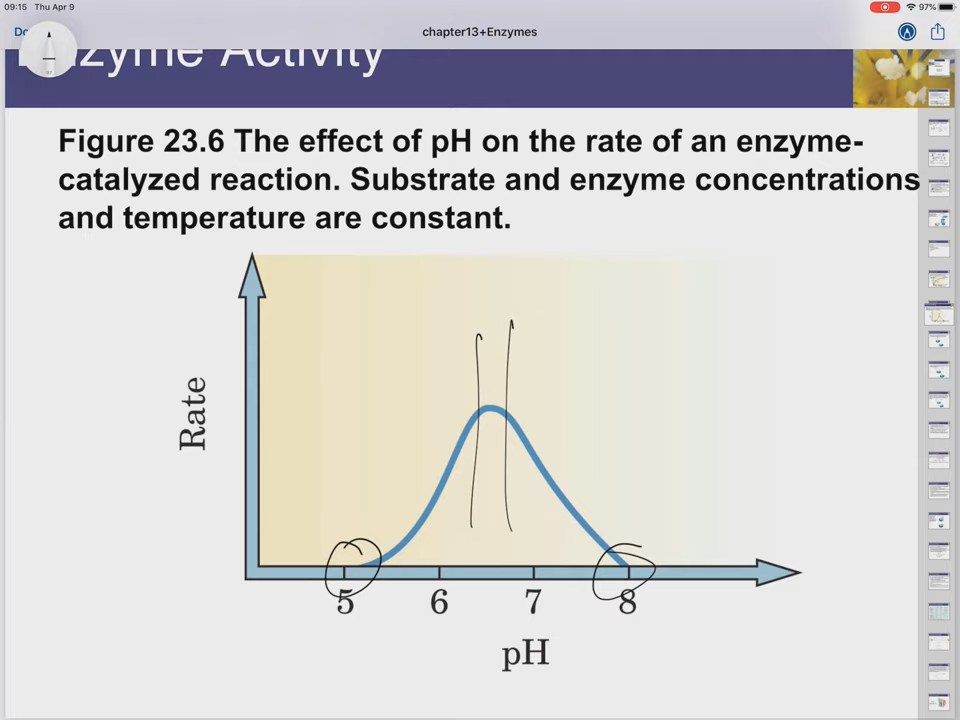 09:15 Thu Apr 9
97%
chapter13+Enzymes
Enzyme Activity
Figure 23.6 The effect of pH on the rate of an enzyme-
catalyzed reaction. Substrate and enzyme concentrations
and temperature are constant.
Rate
5 6 7 8
pH